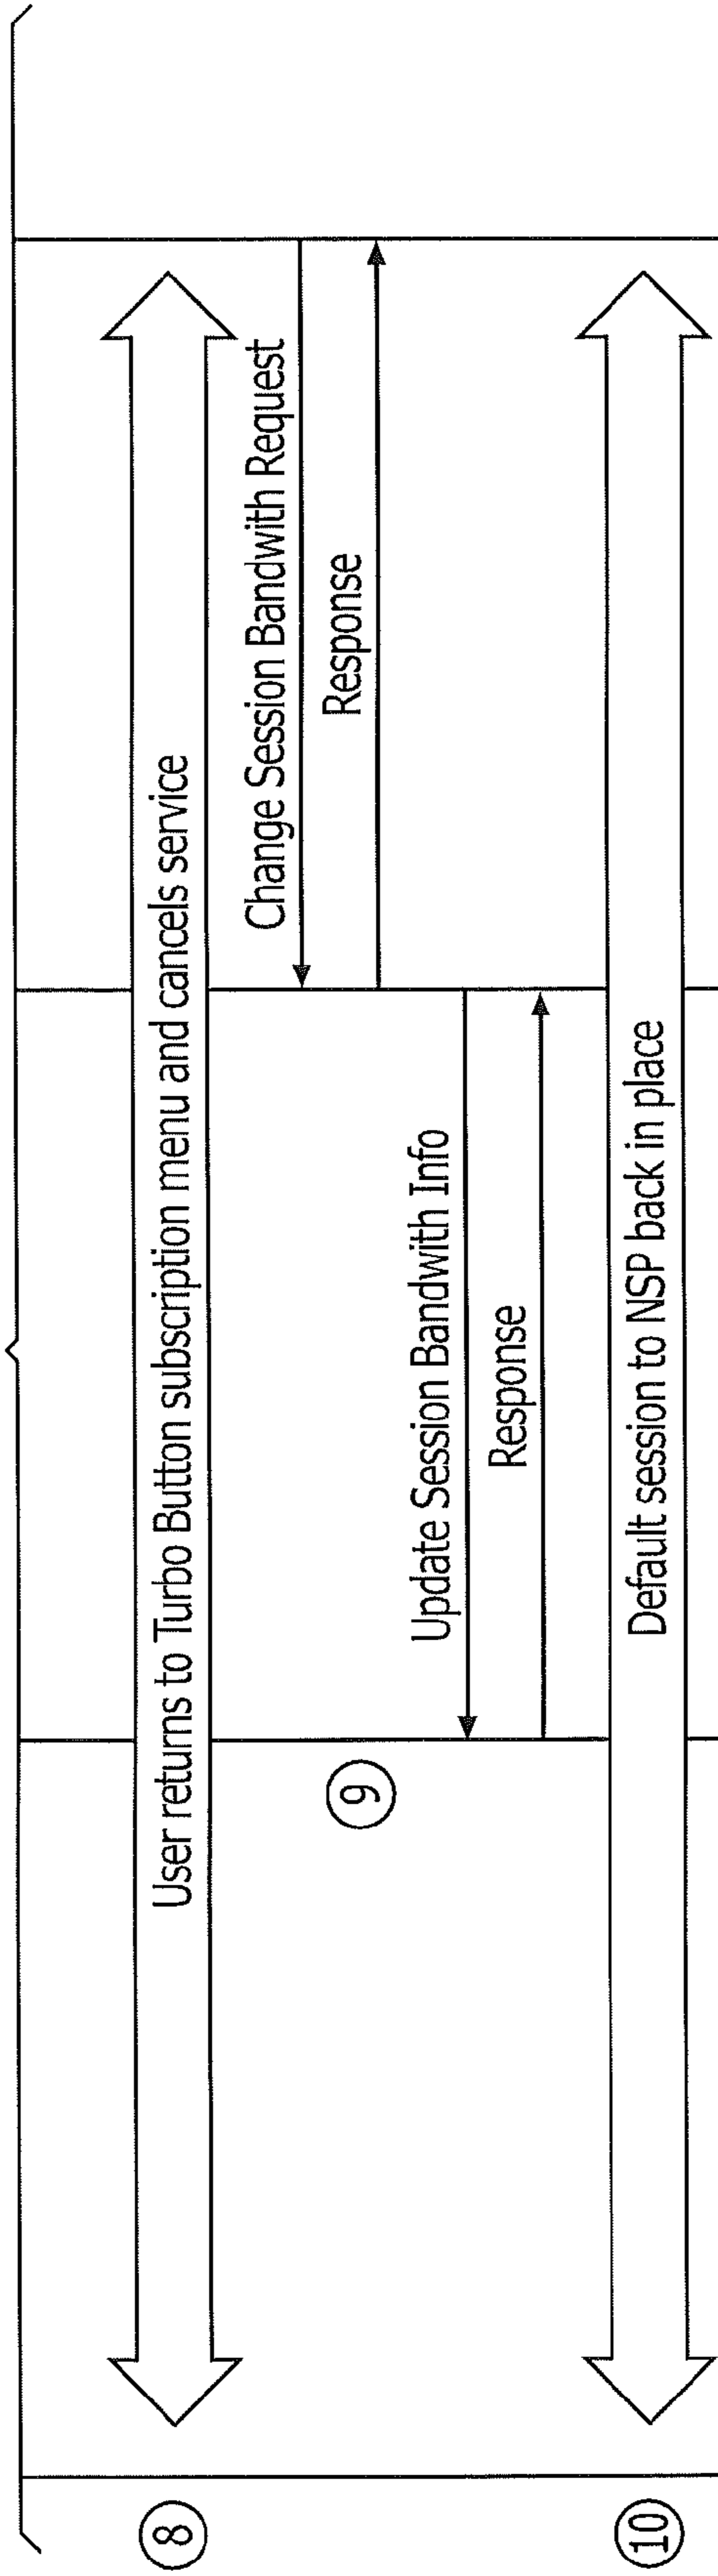 8
User returns to Turbo Button subscription menu and cancels service
Change Session Bandwith Request
Response
9
Update Session Bandwith Info
Response
10
Default session to NSP back in place